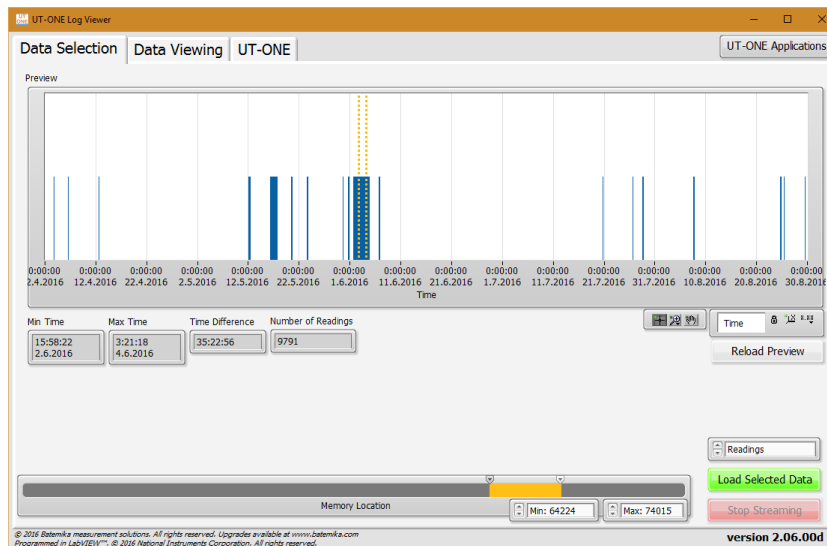 UT-ONE Log Viewer
Data Selection Data Viewing UT-ONE UT-ONE Applications
Preview
0:00:00 0:00:00 0:00:00 0:00:00 0:00:00 0:00:00 0:00:00 0:00:00 0:00:00 0:00:00 0:00:00 0:00:00 0:00:00 0:00:00 0:00:00 0:00:00
2.4.2016 12.4.2016 22.4.2016 2.5.2016 12.5.2016 22.5.2016 1.6.2016 11.6.2016 21.6.2016 1.7.2016 11.7.2016 21.7.2016 31.7.2016 10.8.2016 20.8.2016 30.8.2016
Time
Min Time Max Time Time Difference Number of Readings
15:58:22 3:21:18 35:22:56 9791 Time
2.6.2016 4.6.2016
Reload Preview
Readings
Load Selected Data
Memory Location Min: 64224 Max: 74015 Stop Streaming
© 2016 Batemika measurement solutions. All rights reserved. Upgrades available at www.batemika.com
Programmed in LabVIEW™. © 2016 National Instruments Corporation. All rights reserved.
version 2.06.00d